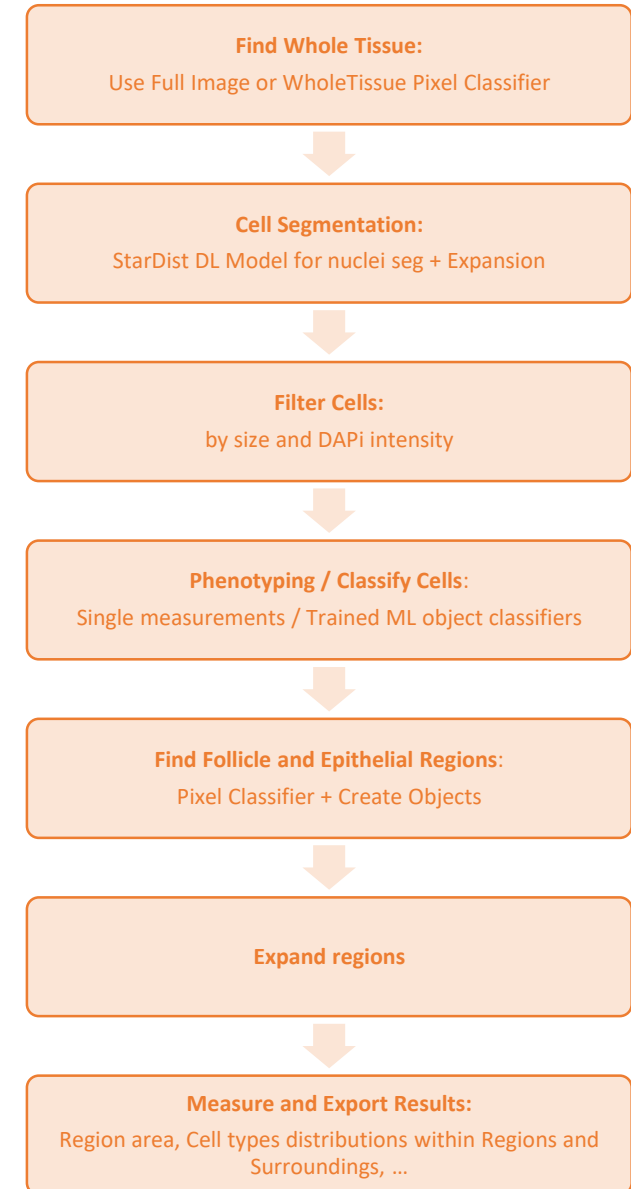 Find Whole Tissue:
Use Full Image or WholeTissue Pixel Classifier
Cell Segmentation:
StarDist DL Model for nuclei seg + Expansion
Filter Cells:
by size and DAPi intensity
Phenotyping / Classify Cells:
Single measurements / Trained ML object classifiers
Find Follicle and Epithelial Regions:
Pixel Classifier + Create Objects
Expand regions
Measure and Export Results:
Region area, Cell types distributions within Regions and
Surroundings, ...